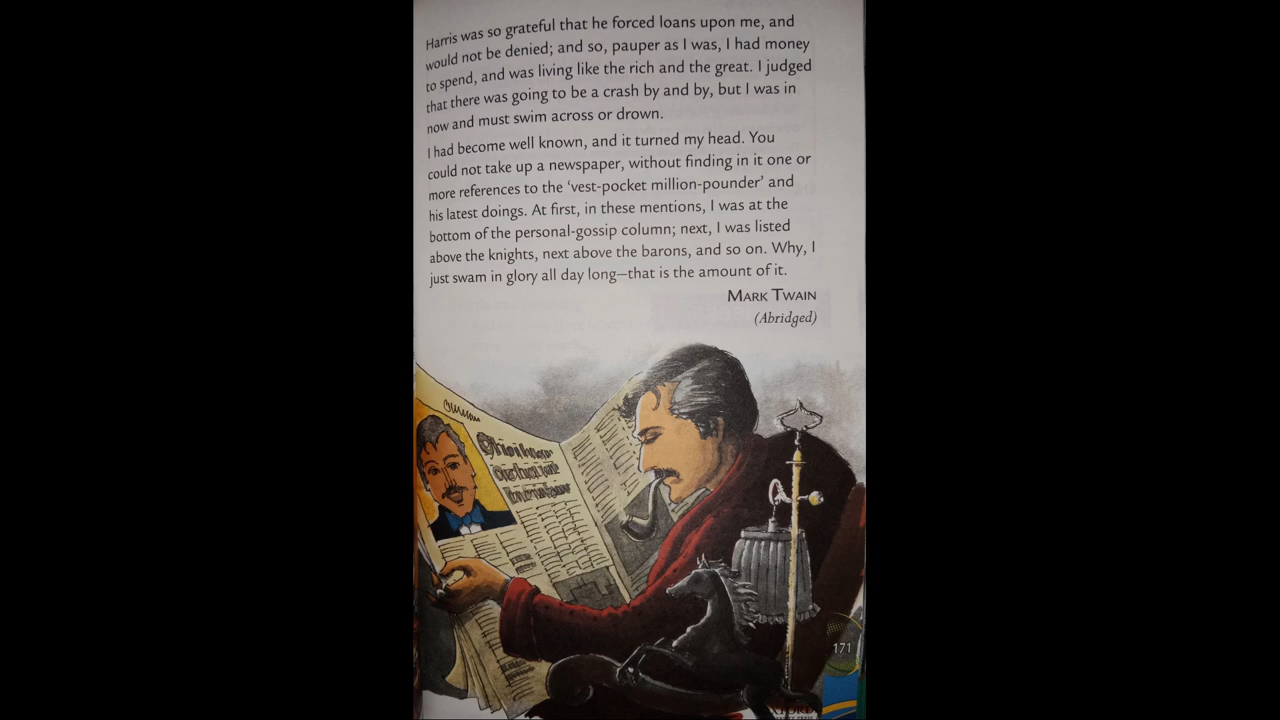 Harris was so grateful that he forced loans upon me, and
would not be denied; and so, pauper as I was, I had money
to spend, and was living like the rich and the great. I judged
that there was going to be a crash by and by, but I was in
now and must swim across or drown.
I had become well known, and it turned my head. You
could not take up a newspaper, without finding in it one or
more references to the ‘vest-pocket million-pounder’ and
his latest doings. At first, in these mentions, I was at the
bottom of the personal-gossip column; next, I was listed
above the knights, next above the barons, and so on. Why, I
just swam in glory all day long—that is the amount of it.
MARK TWAIN
(Abridged)
171